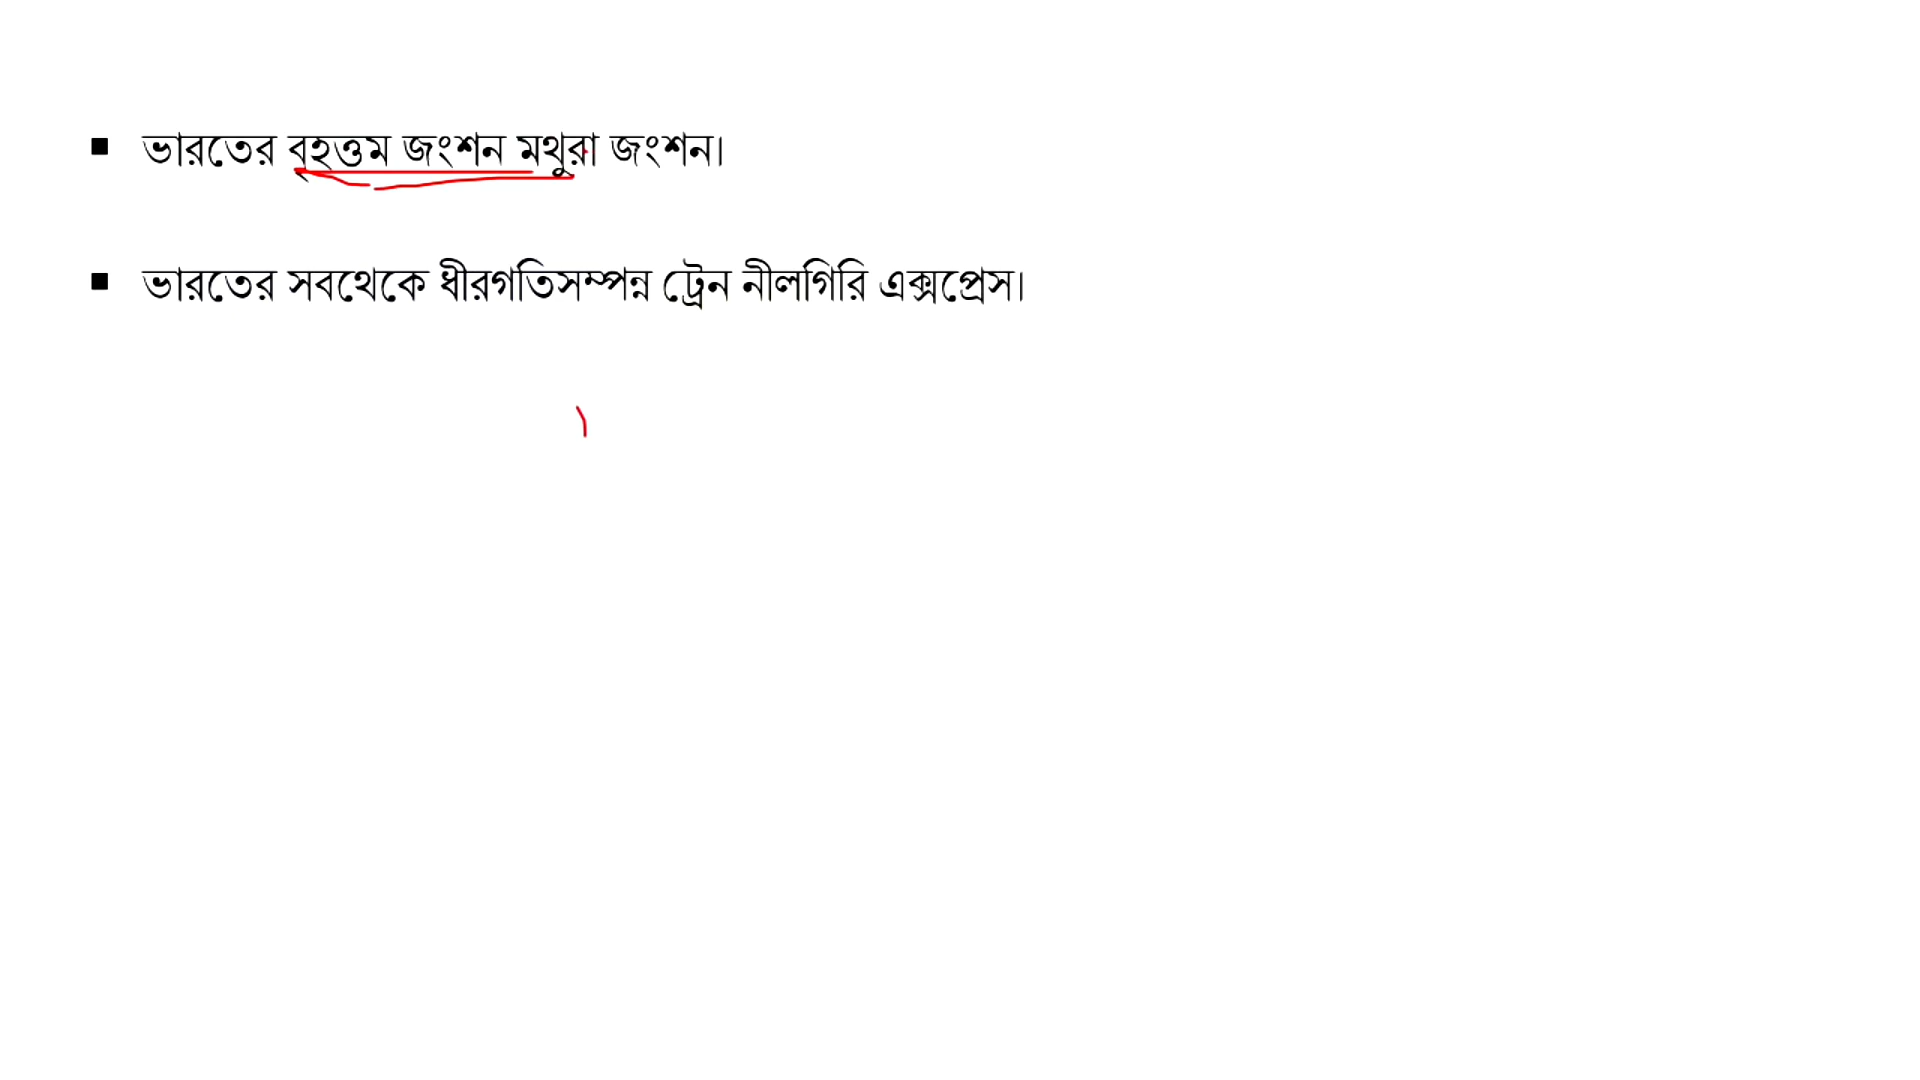 ▪ ভারতের বৃহত্তম জংশন মথুরা জংশন।
▪ ভারতের সবথেকে ধীরগতিসম্পন্ন ট্রেন নীলগিরি এক্সপ্রেস।